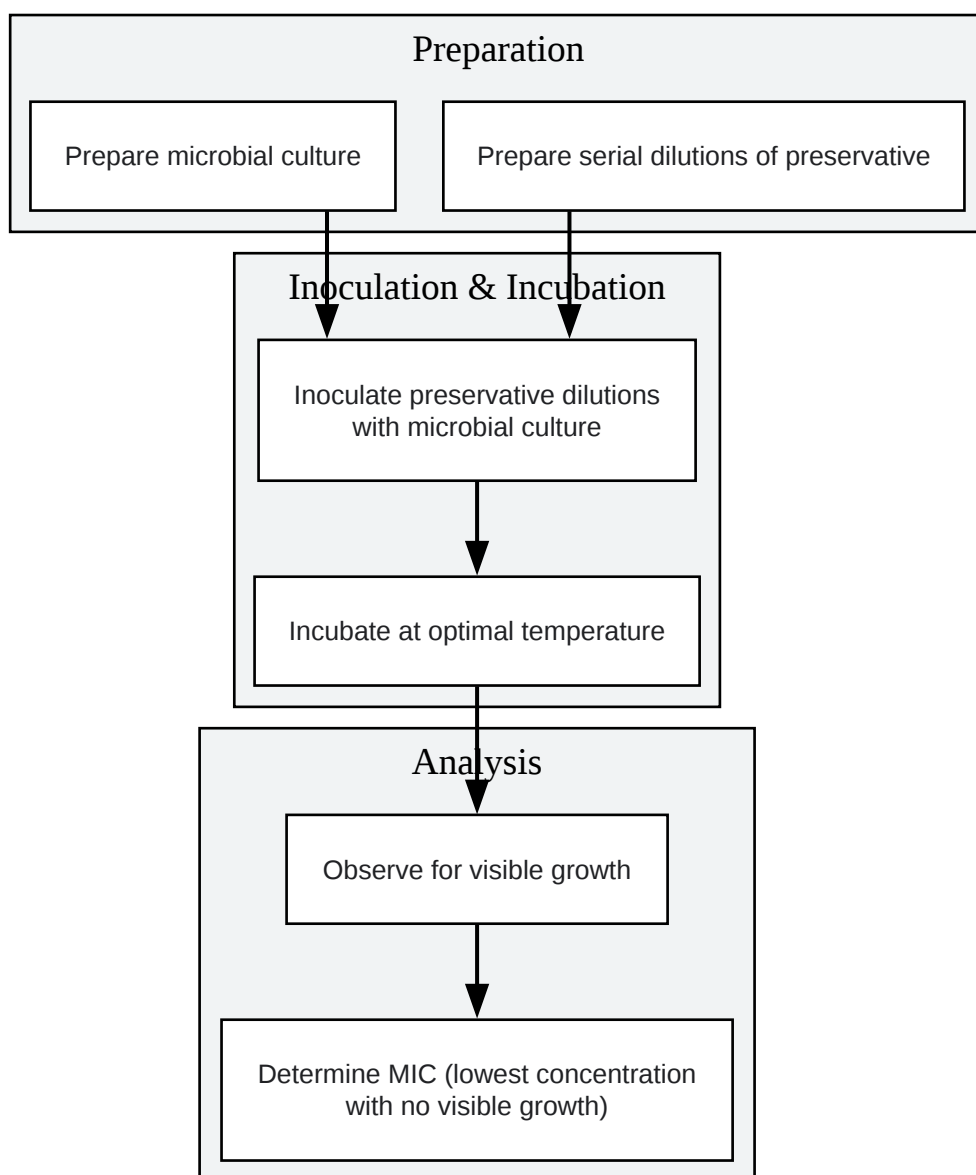 Preparation
Prepare microbial culture
Prepare serial dilutions of preservative
Inoculation & Incubation
Inoculate preservative dilutions
with microbial culture
Incubate at optimal temperature
Analysis
Observe for visible growth
Determine MIC (lowest concentration
with no visible growth)